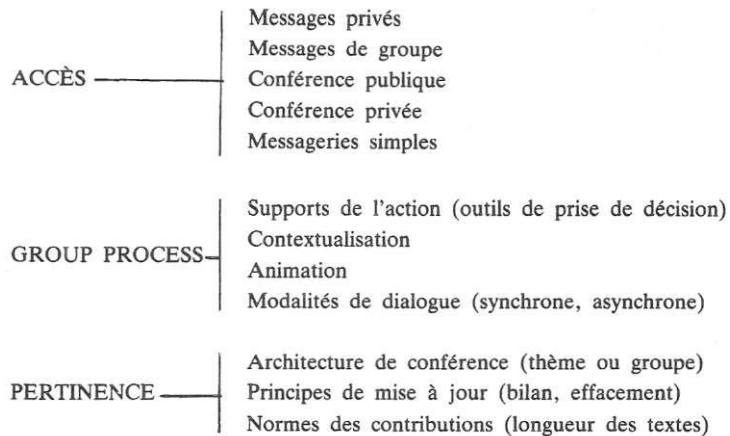 Messages privés
Messages de groupe
ACCÈS
Conférence publique
Conférence privée
Messageries simples
Supports de l'action (outils de prise de décision)
Contextualisation
GROUP PROCESS
Animation
Modalités de dialogue (synchrone, asynchrone)
Architecture de conférence (thème ou groupe)
PERTINENCE
Principes de mise à jour (bilan, effacement)
Normes des contributions (longueur des textes)